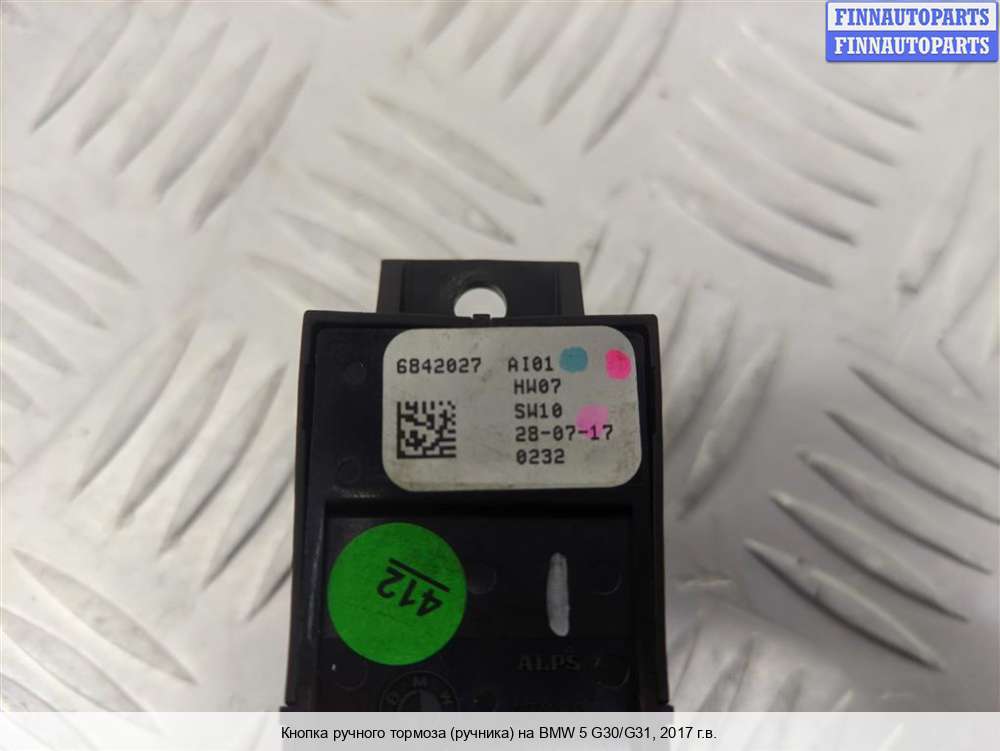 FINNAUTOPARTS
FINNAUTOPARTS
6842027 AI01
HW07
SW10
28-07-17
0232
412
ALPS
BMW
Кнопка ручного тормоза (ручника) на BMW 5 G30/G31, 2017 г.в.